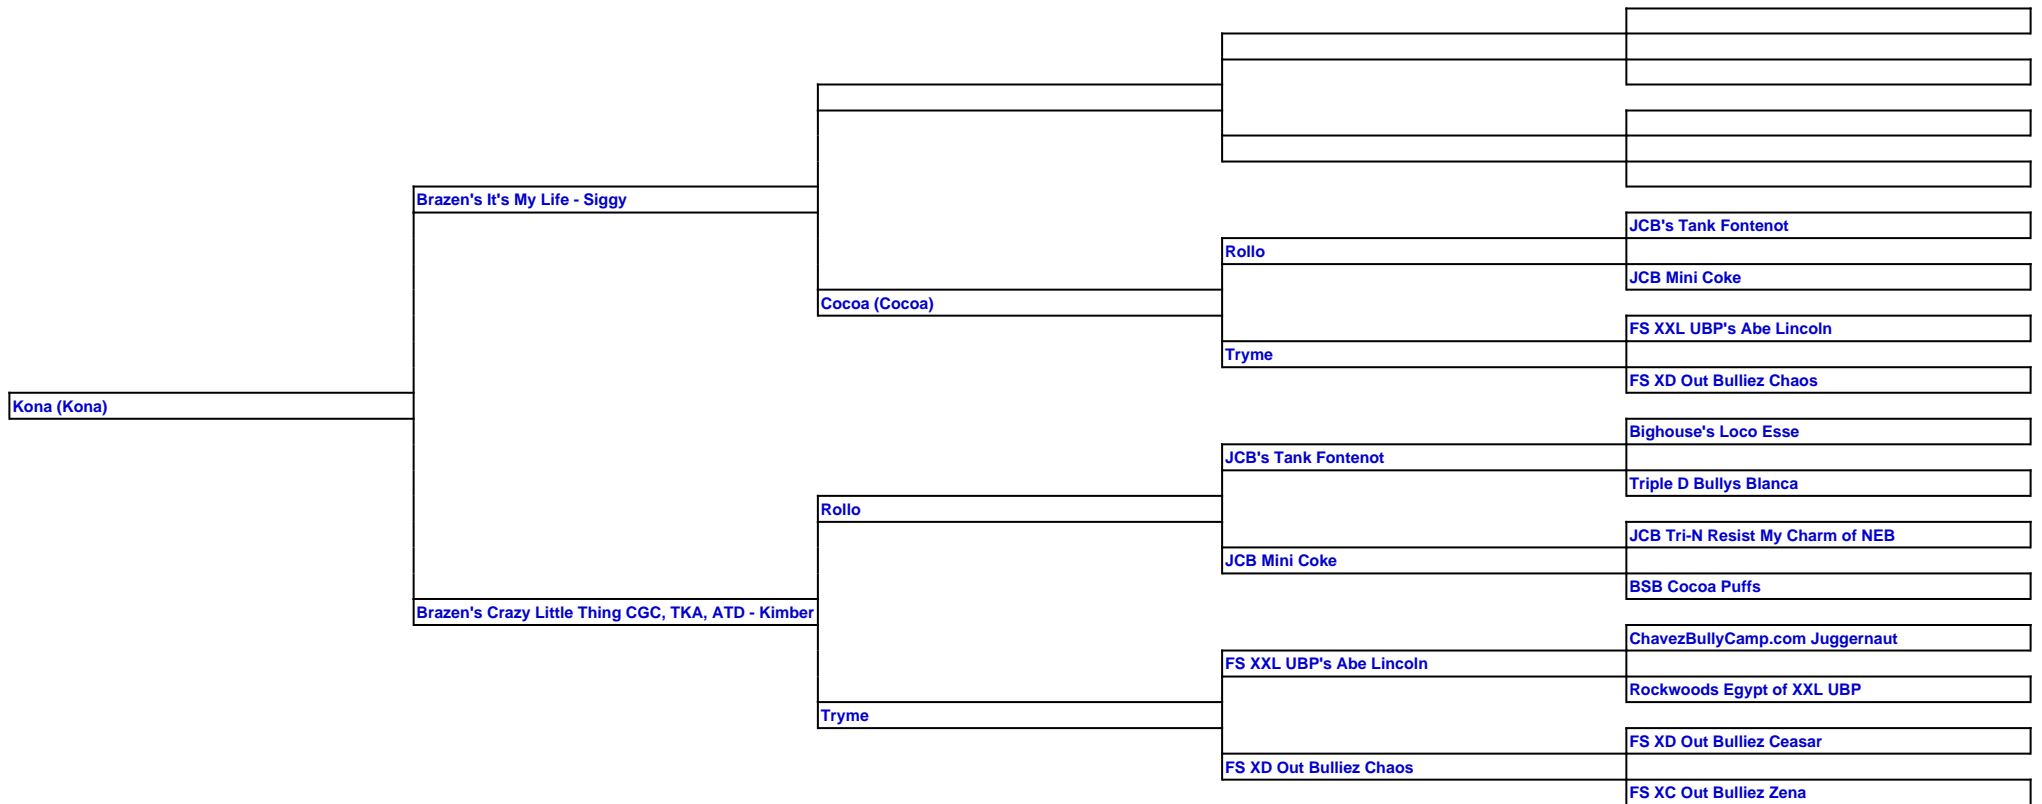 Brazen's It's My Life - Siggy
JCB's Tank Fontenot
Rollo
JCB Mini Coke
Cocoa (Cocoa)
FS XXL UBP's Abe Lincoln
Tryme
FS XD Out Bulliez Chaos
Kona (Kona)
Bighouse's Loco Esse
JCB's Tank Fontenot
Triple D Bullys Blanca
Rollo
JCB Tri-N Resist My Charm of NEB
JCB Mini Coke
BSB Cocoa Puffs
Brazen's Crazy Little Thing CGC, TKA, ATD - Kimber
ChavezBullyCamp.com Juggernaut
FS XXL UBP's Abe Lincoln
Rockwoods Egypt of XXL UBP
Tryme
FS XD Out Bulliez Ceasar
FS XD Out Bulliez Chaos
FS XC Out Bulliez Zena